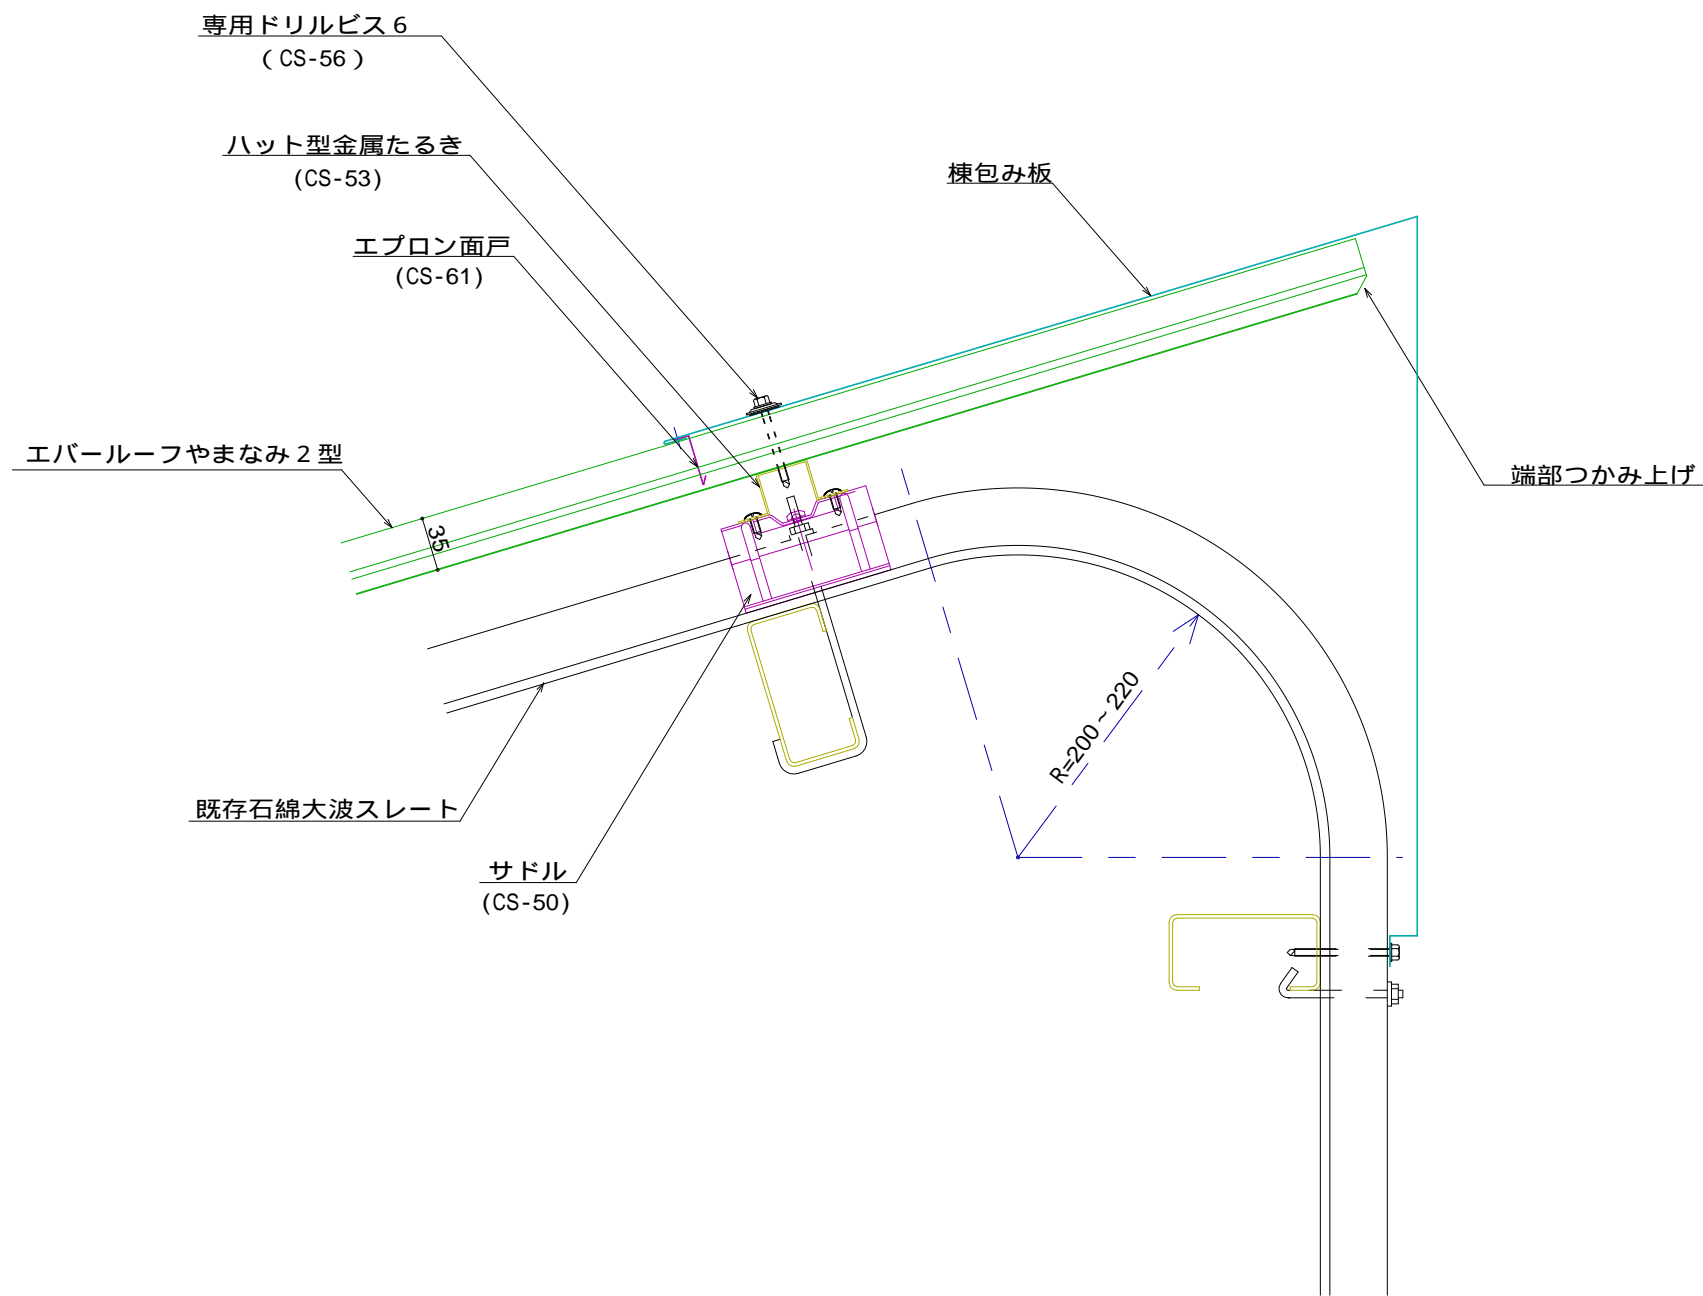 専用ドリルビス６
（CS-56）
ハット型金属たるき
(CS-53)
棟包み板
エプロン面戸
(CS-61)
エバールーフやまなみ２型
端部つかみ上げ
35
R=200～220
既存石綿大波スレート
サドル
(CS-50)